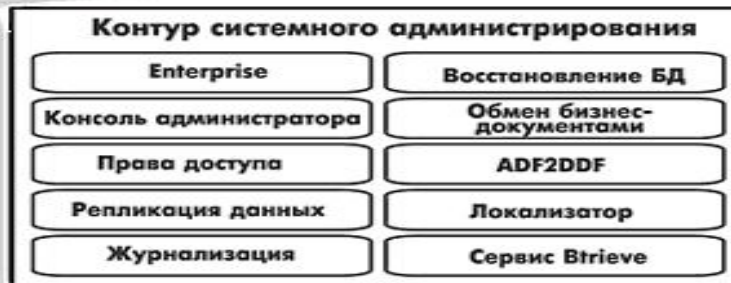 Контур системного администрирования
Enterprise
Восстановление БД
Консоль администратора
Обмен бизнес-
документами
Права доступа
ADF2DDF
Репликация данных
Локализатор
Журнализация
Сервис Btrieve